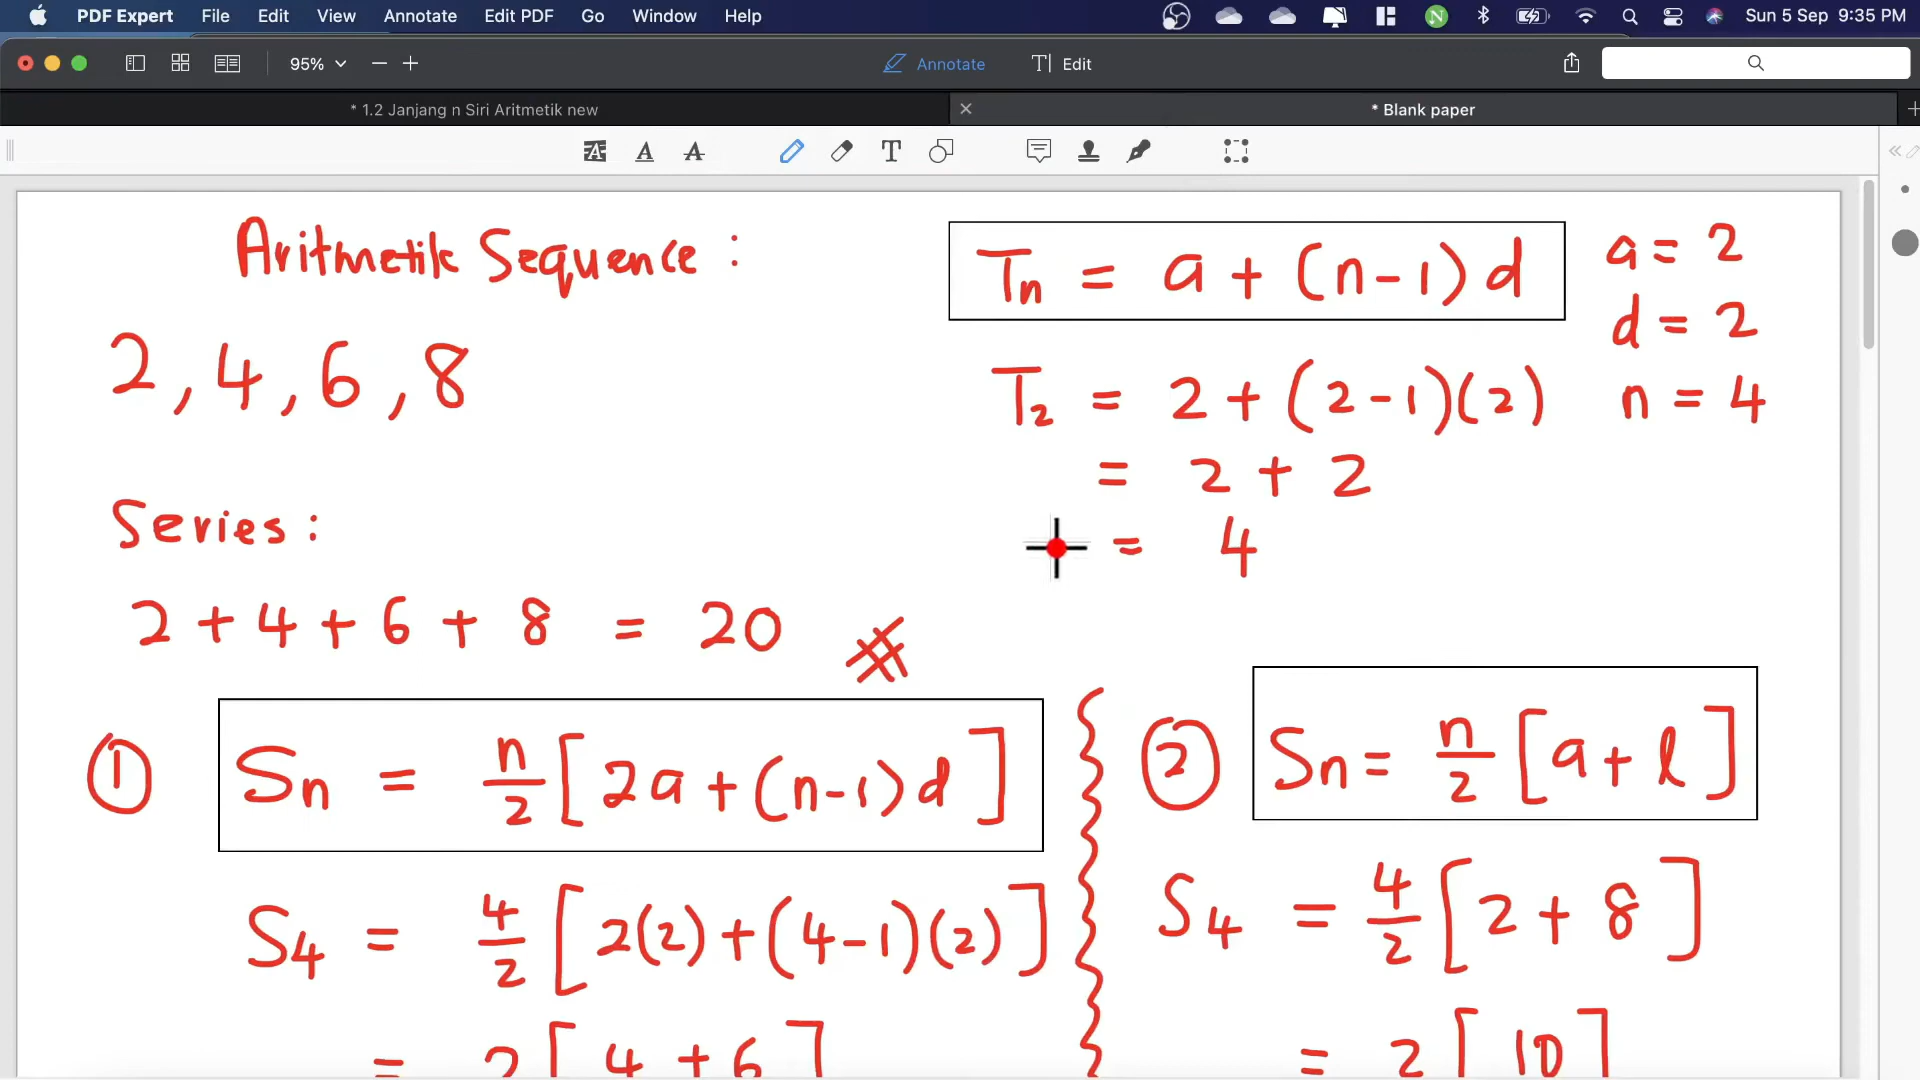 PDF Expert File Edit View Annotate Edit PDF Go Window Help Sun 5 Sep 9:35 PM
95% Annotate T| Edit
* 1.2 Janjang n Siri Aritmetik new * Blank paper
Aritmetik Sequence :
2, 4, 6, 8
Series :
2 + 4 + 6 + 8 = 20
Tn = a + (n-1) d
T2 = 2 + (2-1)(2)
= 2 + 2
= 4
a = 2
d = 2
n = 4
① Sn = n/2 [2a + (n-1) d]
S4 = 4/2 [2(2) + (4-1)(2)]
= 2 [4 + 6]
② Sn = n/2 [a + l]
S4 = 4/2 [2 + 8]
= 2 [10]